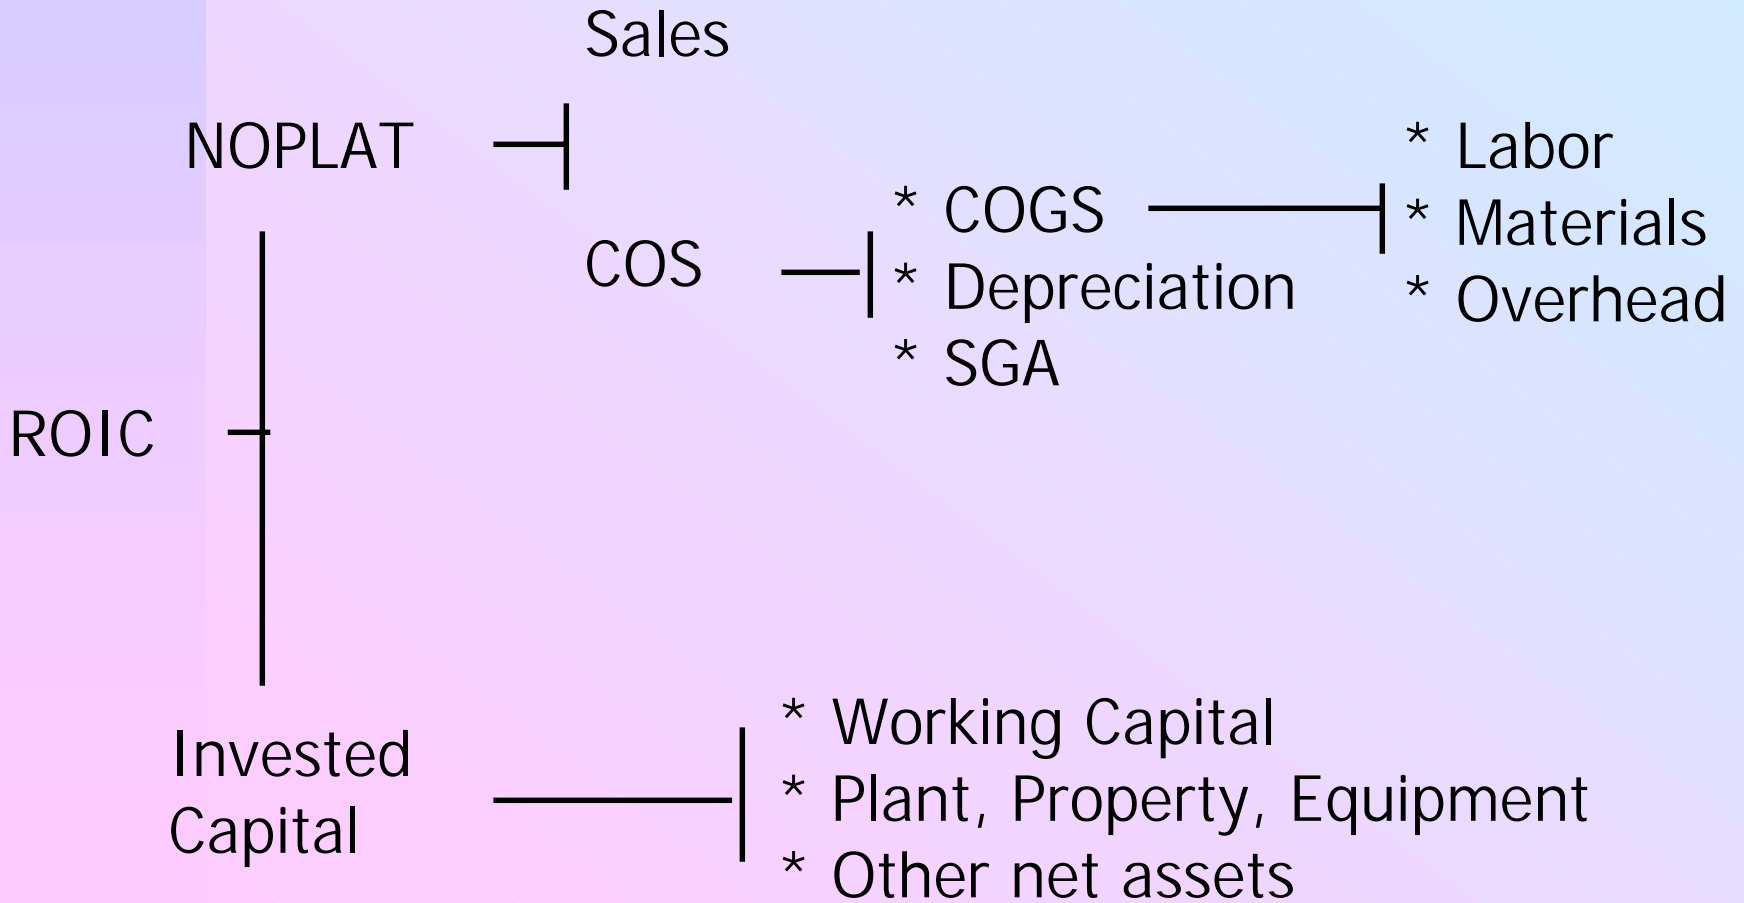 Sales
NOPLAT
* Labor
* Materials
* Overhead
* COGS
* Depreciation
* SGA
COS
ROIC
Invested
Capital
* Working Capital
* Plant, Property, Equipment
* Other net assets